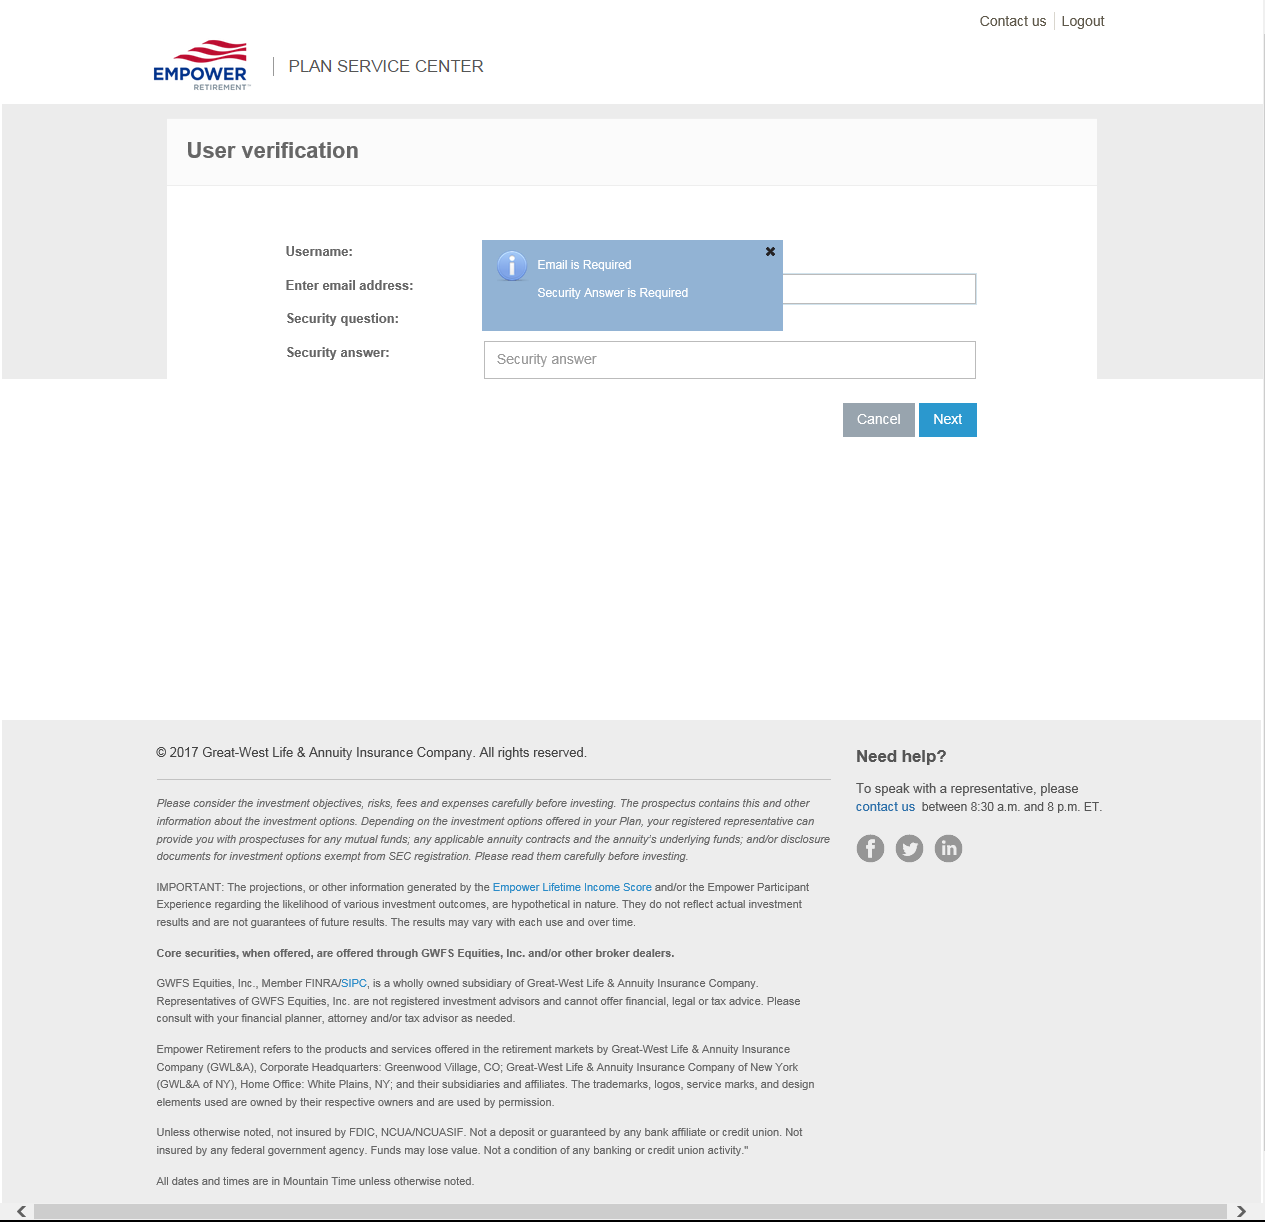 Contact us
Logout
EMPOWER
RETIREMENT™
PLAN SERVICE CENTER
User verification
Username:
Email is Required
Enter email address:
Security Answer is Required
Security question:
Security answer:
Security answer
Cancel
Next
© 2017 Great-West Life & Annuity Insurance Company. All rights reserved.
Please consider the investment objectives, risks, fees and expenses carefully before investing. The prospectus contains this and other
information about the investment options. Depending on the investment options offered in your Plan, your registered representative can
provide you with prospectuses for any mutual funds; any applicable annuity contracts and the annuity's underlying funds; and/or disclosure
documents for investment options exempt from SEC registration. Please read them carefully before investing.
IMPORTANT: The projections, or other information generated by the Empower Lifetime Income Score and/or the Empower Participant
Experience regarding the likelihood of various investment outcomes, are hypothetical in nature. They do not reflect actual investment
results and are not guarantees of future results. The results may vary with each use and over time.
Core securities, when offered, are offered through GWFS Equities, Inc. and/or other broker dealers.
GWFS Equities, Inc., Member FINRA/SIPC, is a wholly owned subsidiary of Great-West Life & Annuity Insurance Company.
Representatives of GWFS Equities, Inc. are not registered investment advisors and cannot offer financial, legal or tax advice. Please
consult with your financial planner, attorney and/or tax advisor as needed.
Empower Retirement refers to the products and services offered in the retirement markets by Great-West Life & Annuity Insurance
Company (GWL&A), Corporate Headquarters: Greenwood Village, CO; Great-West Life & Annuity Insurance Company of New York
(GWL&A of NY), Home Office: White Plains, NY; and their subsidiaries and affiliates. The trademarks, logos, service marks, and design
elements used are owned by their respective owners and are used by permission.
Unless otherwise noted, not insured by FDIC, NCUA/NCUASIF. Not a deposit or guaranteed by any bank affiliate or credit union. Not
insured by any federal government agency. Funds may lose value. Not a condition of any banking or credit union activity."
All dates and times are in Mountain Time unless otherwise noted.
Need help?
To speak with a representative, please
contact us between 8:30 a.m. and 8 p.m. ET.